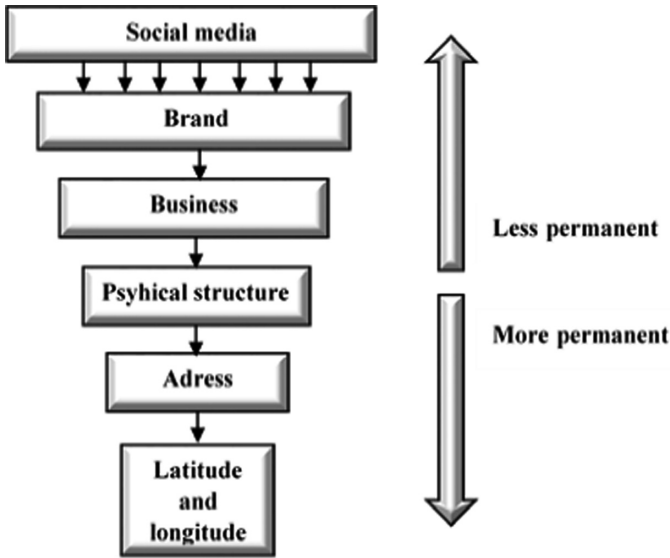 Social media
Brand
Business
Psyhical structure
Adress
Latitude
and
longitude
Less permanent
More permanent